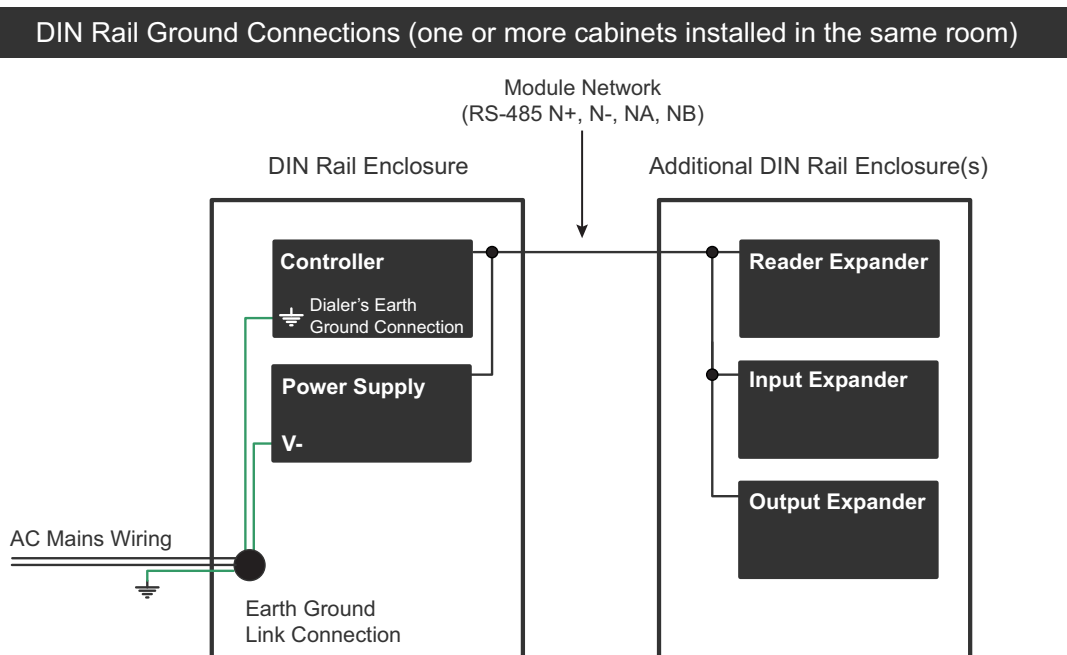 DIN Rail Ground Connections (one or more cabinets installed in the same room)
Module Network
(RS-485 N+, N-, NA, NB)
DIN Rail Enclosure
Additional DIN Rail Enclosure(s)
Controller
Dialer's Earth
Ground Connection
Power Supply
V-
Reader Expander
Input Expander
Output Expander
AC Mains Wiring
Earth Ground
Link Connection